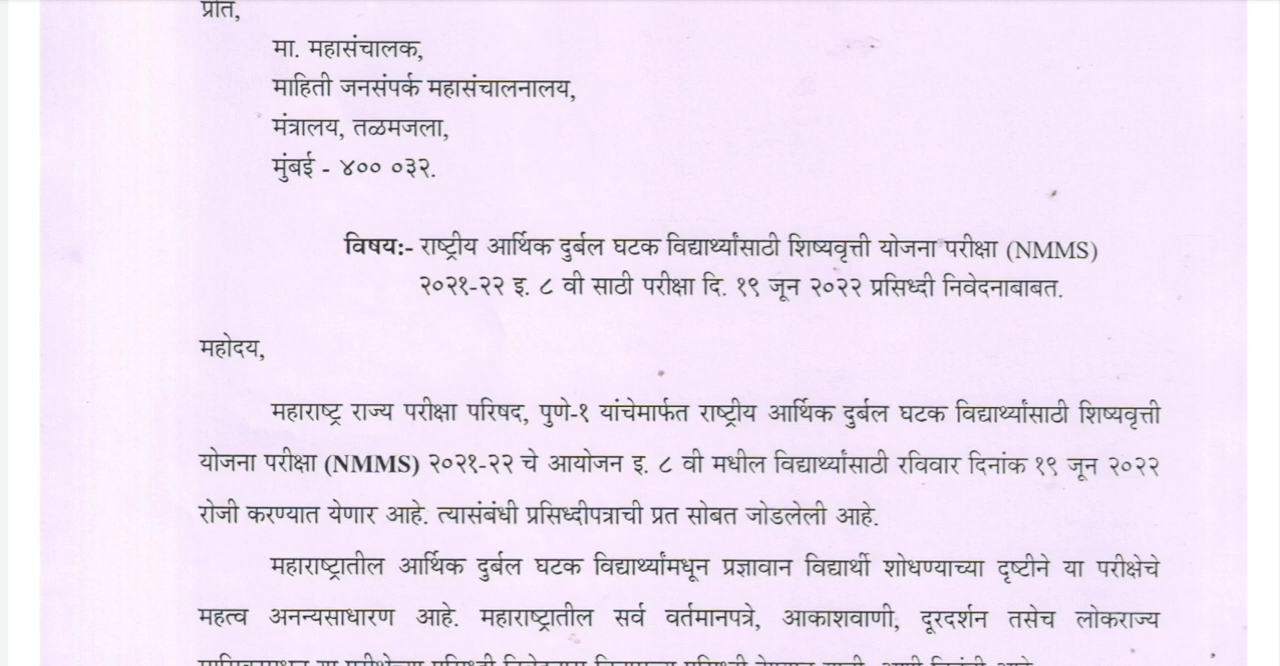 प्रति,
मा. महासंचालक,
माहिती जनसंपर्क महासंचालनालय,
मंत्रालय, तळमजला,
मुंबई - ४०० ०३२.
विषय:- राष्ट्रीय आर्थिक दुर्बल घटक विद्यार्थ्यांसाठी शिष्यवृत्ती योजना परीक्षा (NMMS)
२०२१-२२ इ. ८ वी साठी परीक्षा दि. १९ जून २०२२ प्रसिध्दी निवेदनाबाबत.
महोदय,
महाराष्ट्र राज्य परीक्षा परिषद, पुणे-१ यांचेमार्फत राष्ट्रीय आर्थिक दुर्बल घटक विद्यार्थ्यांसाठी शिष्यवृत्ती
योजना परीक्षा (NMMS) २०२१-२२ चे आयोजन इ. ८ वी मधील विद्यार्थ्यांसाठी रविवार दिनांक १९ जून २०२२
रोजी करण्यात येणार आहे. त्यासंबंधी प्रसिध्दीपत्राची प्रत सोबत जोडलेली आहे.
महाराष्ट्रातील आर्थिक दुर्बल घटक विद्यार्थ्यांमधून प्रज्ञावान विद्यार्थी शोधण्याच्या दृष्टीने या परीक्षेचे
महत्व अनन्यसाधारण आहे. महाराष्ट्रातील सर्व वर्तमानपत्रे, आकाशवाणी, दूरदर्शन तसेच लोकराज्य